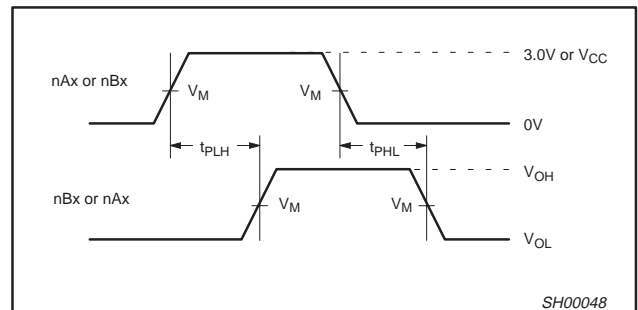 3.0V or VCC
nAx or nBx
VM
VM
0V
tPLH
tPHL
VOH
nBx or nAx
VM
VM
VOL
SH00048